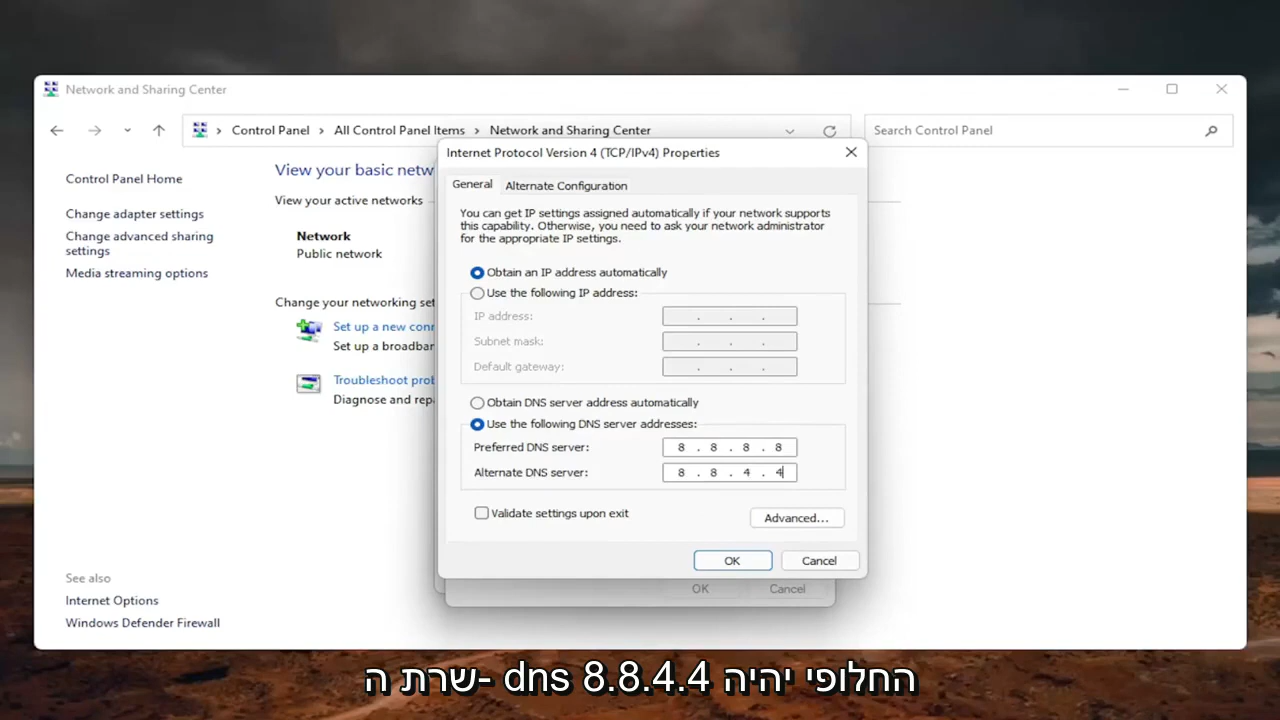 Network and Sharing Center
Control Panel
All Control Panel Items
Network and Sharing Center
Search Control Panel
Control Panel Home
Change adapter settings
Change advanced sharing
settings
Media streaming options
See also
Internet Options
Windows Defender Firewall
View your basic netw
View your active networks
Network
Public network
Change your networking set
Set up a new conn
Set up a broadbar
Troubleshoot prob
Diagnose and repa
Internet Protocol Version 4 (TCP/IPv4) Properties
General
Alternate Configuration
You can get IP settings assigned automatically if your network supports
this capability. Otherwise, you need to ask your network administrator
for the appropriate IP settings.
Obtain an IP address automatically
Use the following IP address:
IP address: . . .
Subnet mask: . . .
Default gateway: . . .
Obtain DNS server address automatically
Use the following DNS server addresses:
Preferred DNS server: 8 . 8 . 8 . 8
Alternate DNS server: 8 . 8 . 4 . 4
Validate settings upon exit
Advanced...
OK
Cancel
OK
Cancel
שרת ה- dns 8.8.4.4 החלופי יהיה